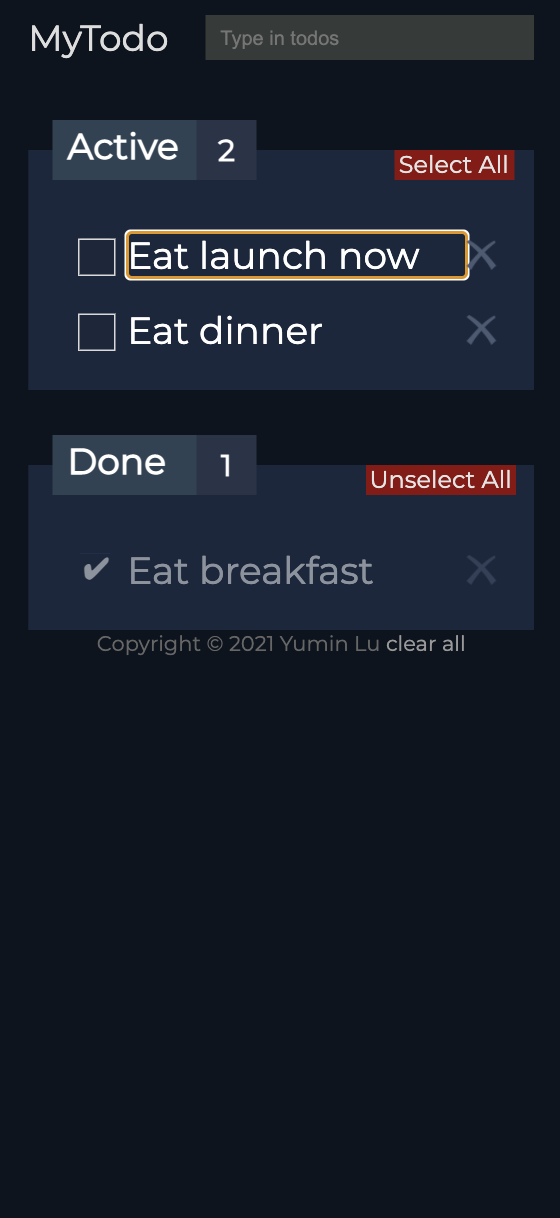 MyTodo Type in todos
Active 2
Select All
Eat launch now
Eat dinner
Done 1
Unselect All
Eat breakfast
Copyright © 2021 Yumin Lu clear all